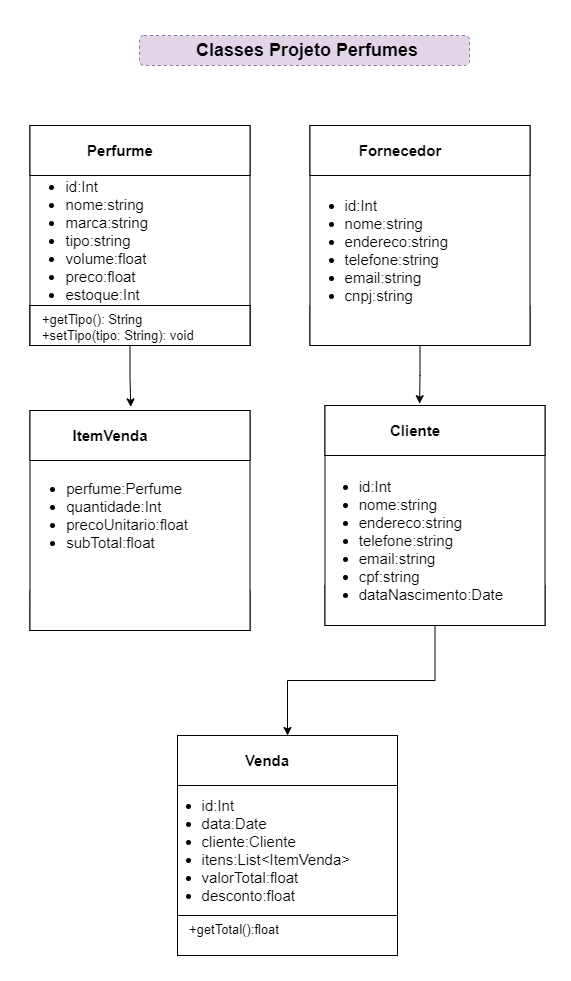 Classes Projeto Perfumes
Perfurme
id:Int
nome:string
marca:string
tipo:string
volume:float
preco:float
estoque:Int
+getTipo(): String
+setTipo(tipo: String): void
Fornecedor
id:Int
nome:string
endereco:string
telefone:string
email:string
cnpj:string
ItemVenda
perfume:Perfume
quantidade:Int
precoUnitario:float
subTotal:float
Cliente
id:Int
nome:string
endereco:string
telefone:string
email:string
cpf:string
dataNascimento:Date
Venda
id:Int
data:Date
cliente:Cliente
itens:List<ItemVenda>
valorTotal:float
desconto:float
+getTotal():float